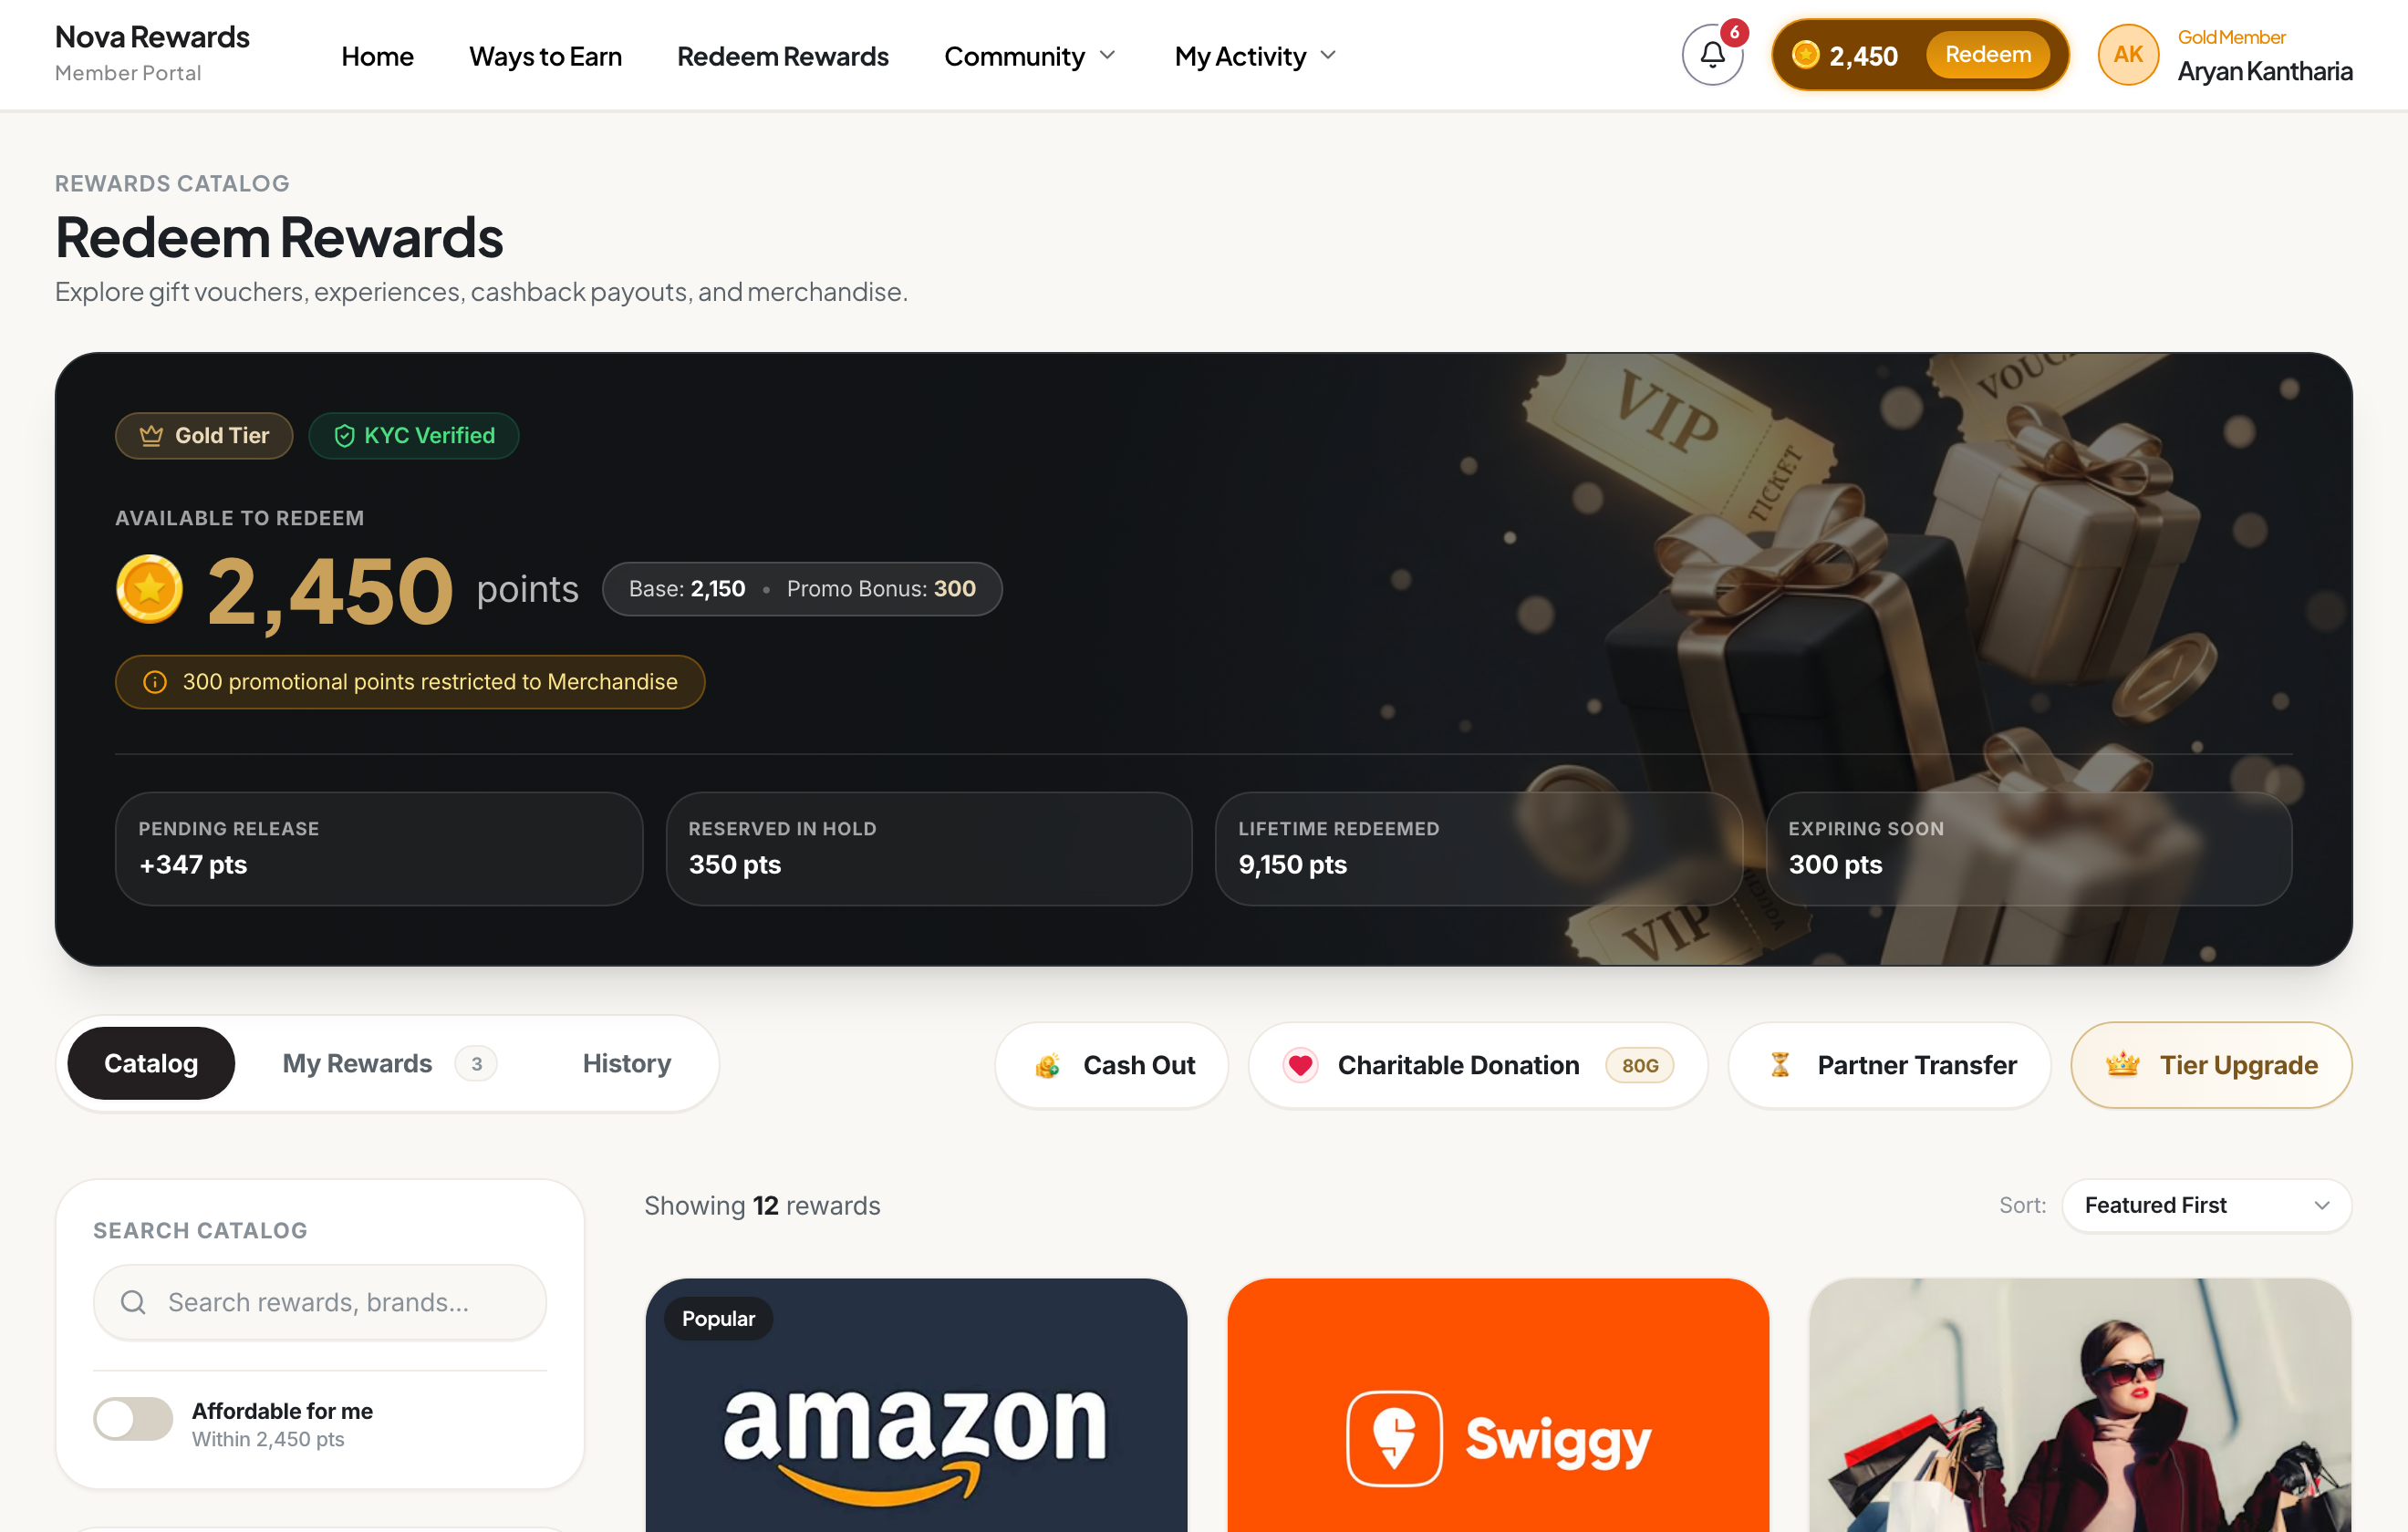 Nova Rewards
Member Portal
Home
Ways to Earn
Redeem Rewards
Community
My Activity
6
2,450
Redeem
AK
Gold Member
Aryan Kantharia
REWARDS CATALOG
Redeem Rewards
Explore gift vouchers, experiences, cashback payouts, and merchandise.
Gold Tier
KYC Verified
AVAILABLE TO REDEEM
2,450 points
Base: 2,150 • Promo Bonus: 300
300 promotional points restricted to Merchandise
VIP
TICKET
PENDING RELEASE
+347 pts
RESERVED IN HOLD
350 pts
LIFETIME REDEEMED
9,150 pts
EXPIRING SOON
300 pts
VIP
Catalog
My Rewards 3
History
Cash Out
Charitable Donation 80G
Partner Transfer
Tier Upgrade
SEARCH CATALOG
Search rewards, brands...
Affordable for me
Within 2,450 pts
Showing 12 rewards
Sort: Featured First
Popular
amazon
Swiggy